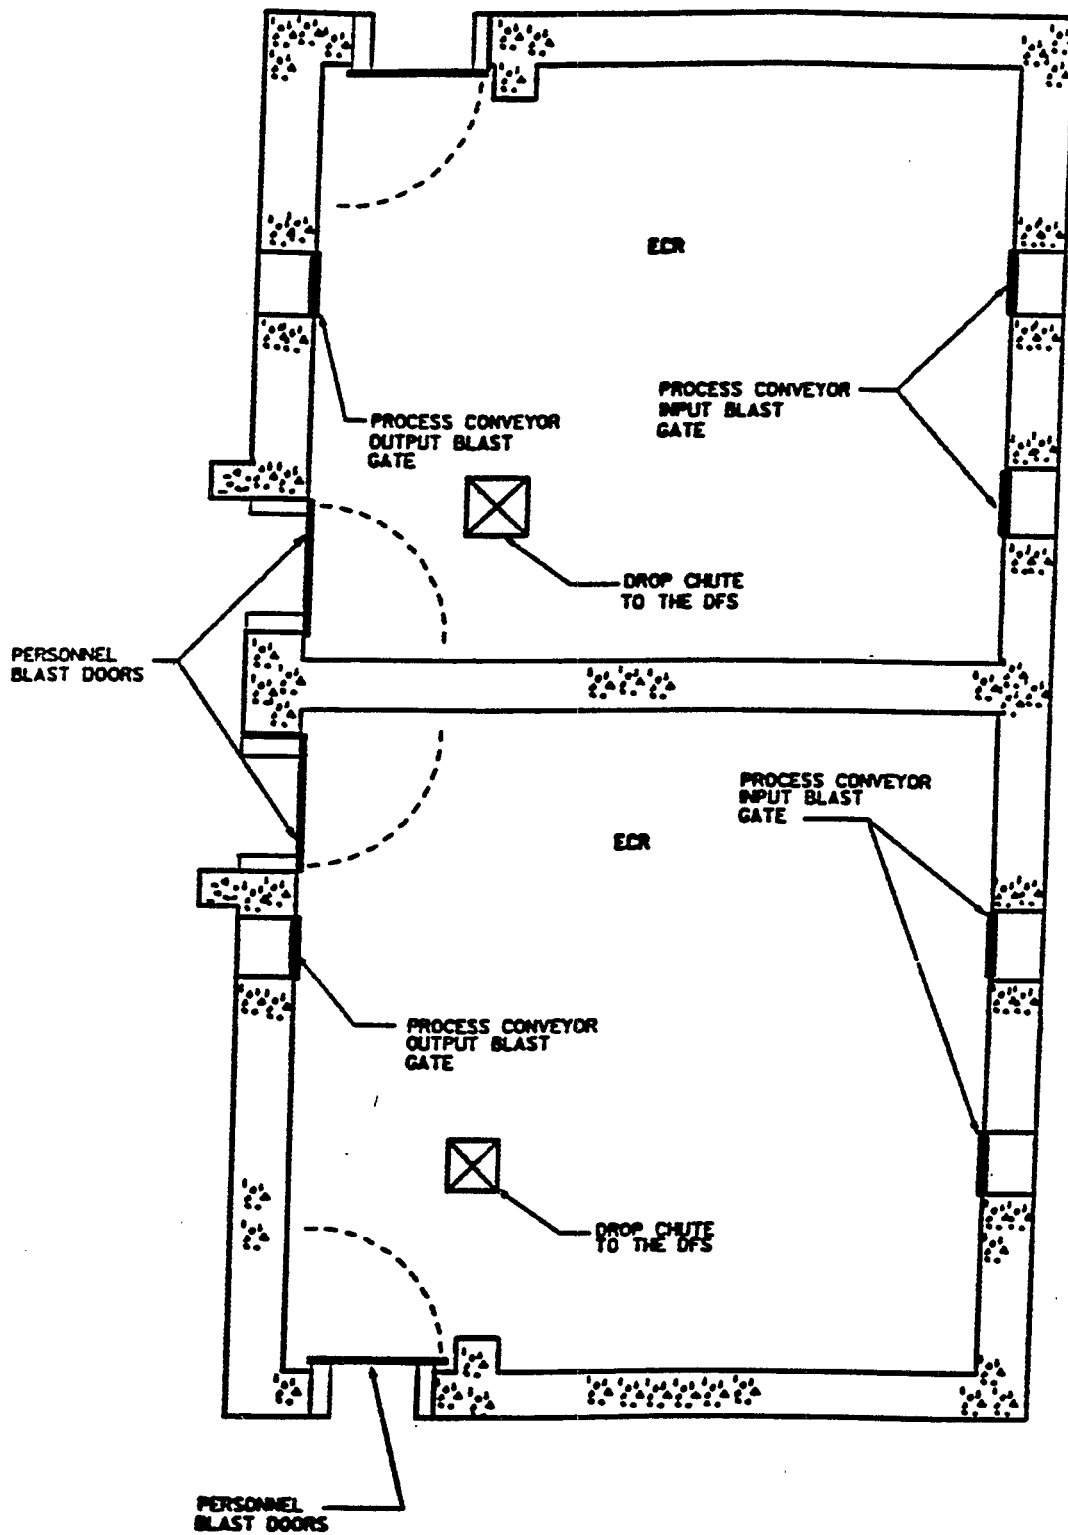 ECR
PROCESS CONVEYOR
INPUT BLAST
GATE
PROCESS CONVEYOR
OUTPUT BLAST
GATE
DROP CHUTE
TO THE DFS
PERSONNEL
BLAST DOORS
PROCESS CONVEYOR
INPUT BLAST
GATE
ECR
PROCESS CONVEYOR
OUTPUT BLAST
GATE
DROP CHUTE
TO THE DFS
PERSONNEL
BLAST DOORS